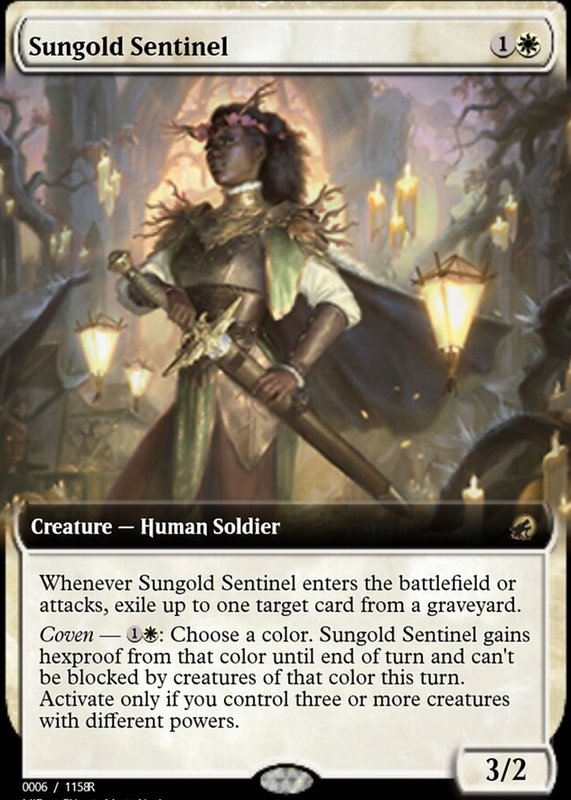 Sungold Sentinel 1
Creature — Human Soldier
Whenever Sungold Sentinel enters the battlefield or
attacks, exile up to one target card from a graveyard.
Coven — 1: Choose a color. Sungold Sentinel gains
hexproof from that color until end of turn and can't
be blocked by creatures of that color this turn.
Activate only if you control three or more creatures
with different powers.
3/2
0006 / 1158R